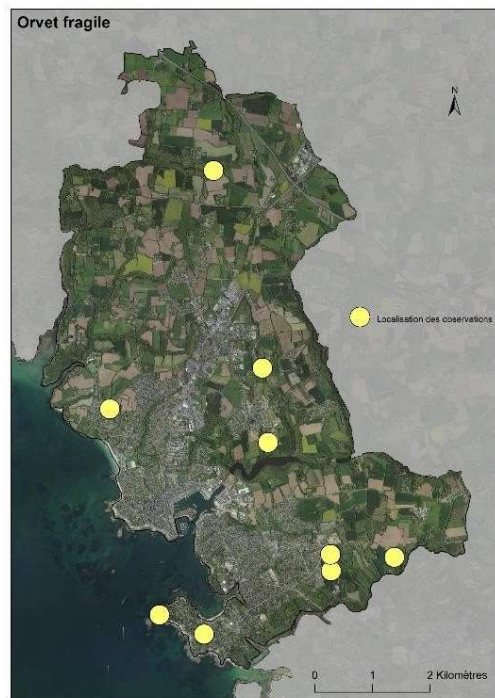 Orvet fragile
N
Localisation des observations
0 1 2 Kilomètres